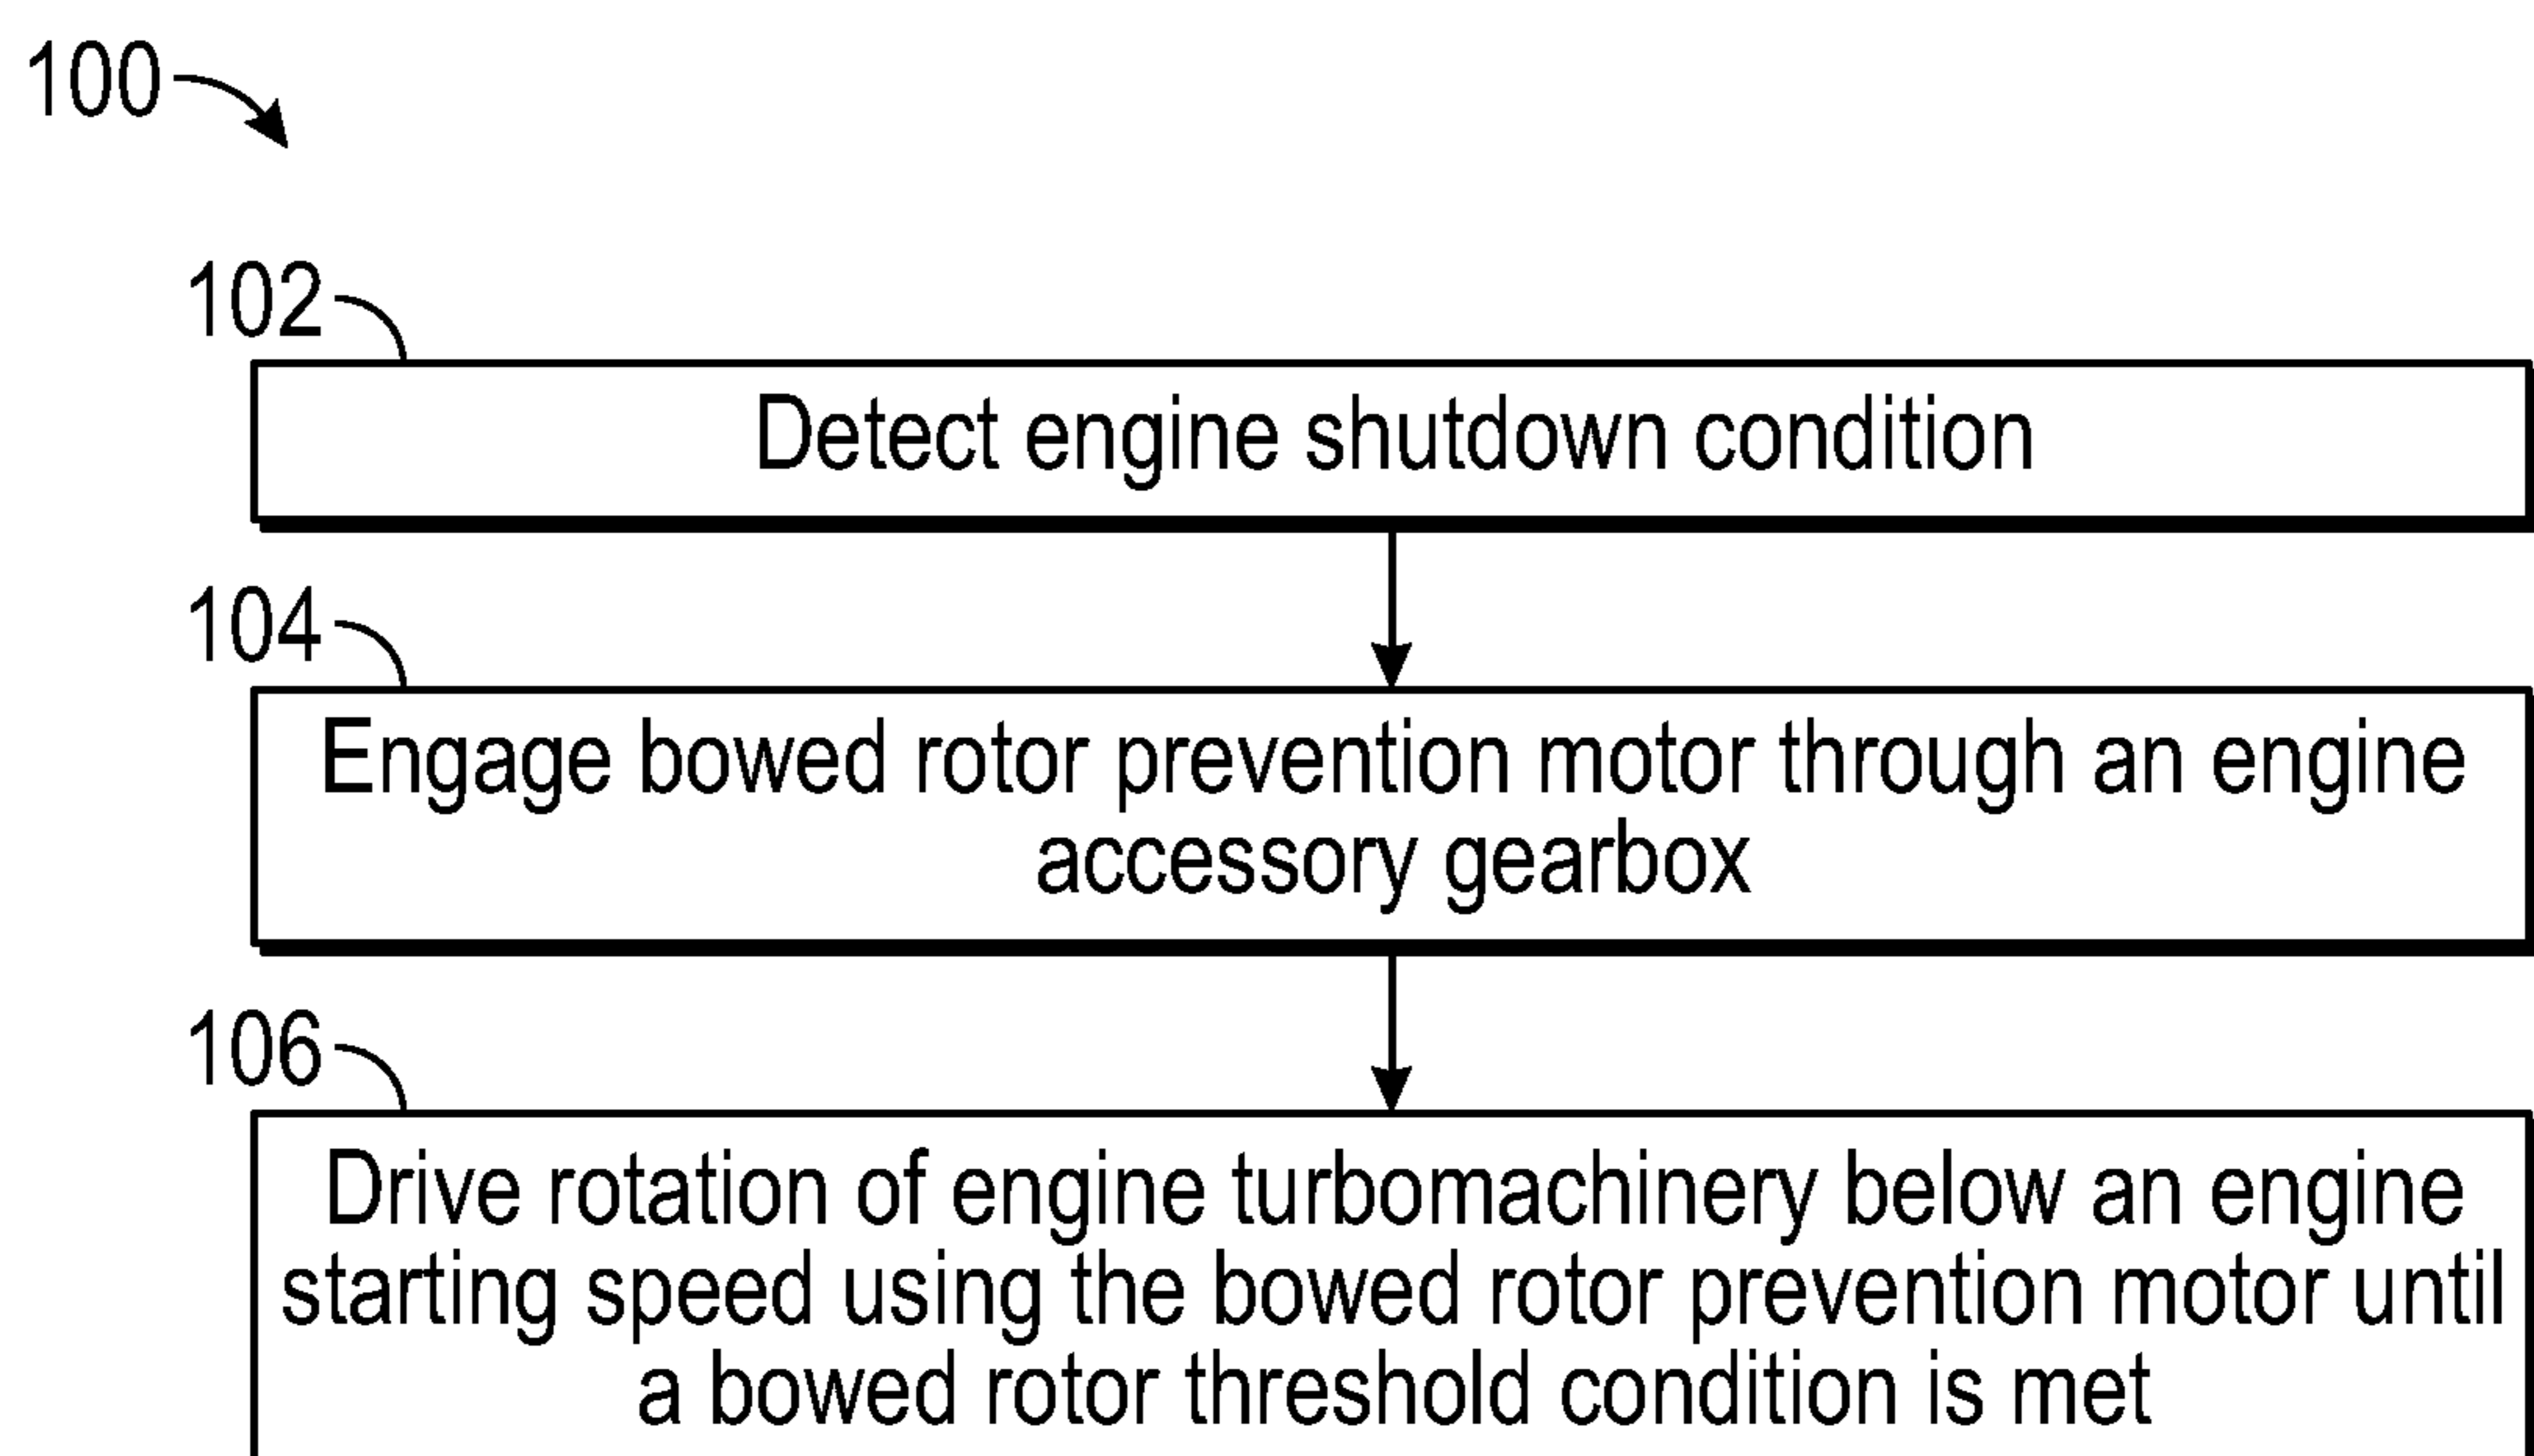 100
102
Detect engine shutdown condition
104
Engage bowed rotor prevention motor through an engine
accessory gearbox
106
Drive rotation of engine turbomachinery below an engine
starting speed using the bowed rotor prevention motor until
a bowed rotor threshold condition is met